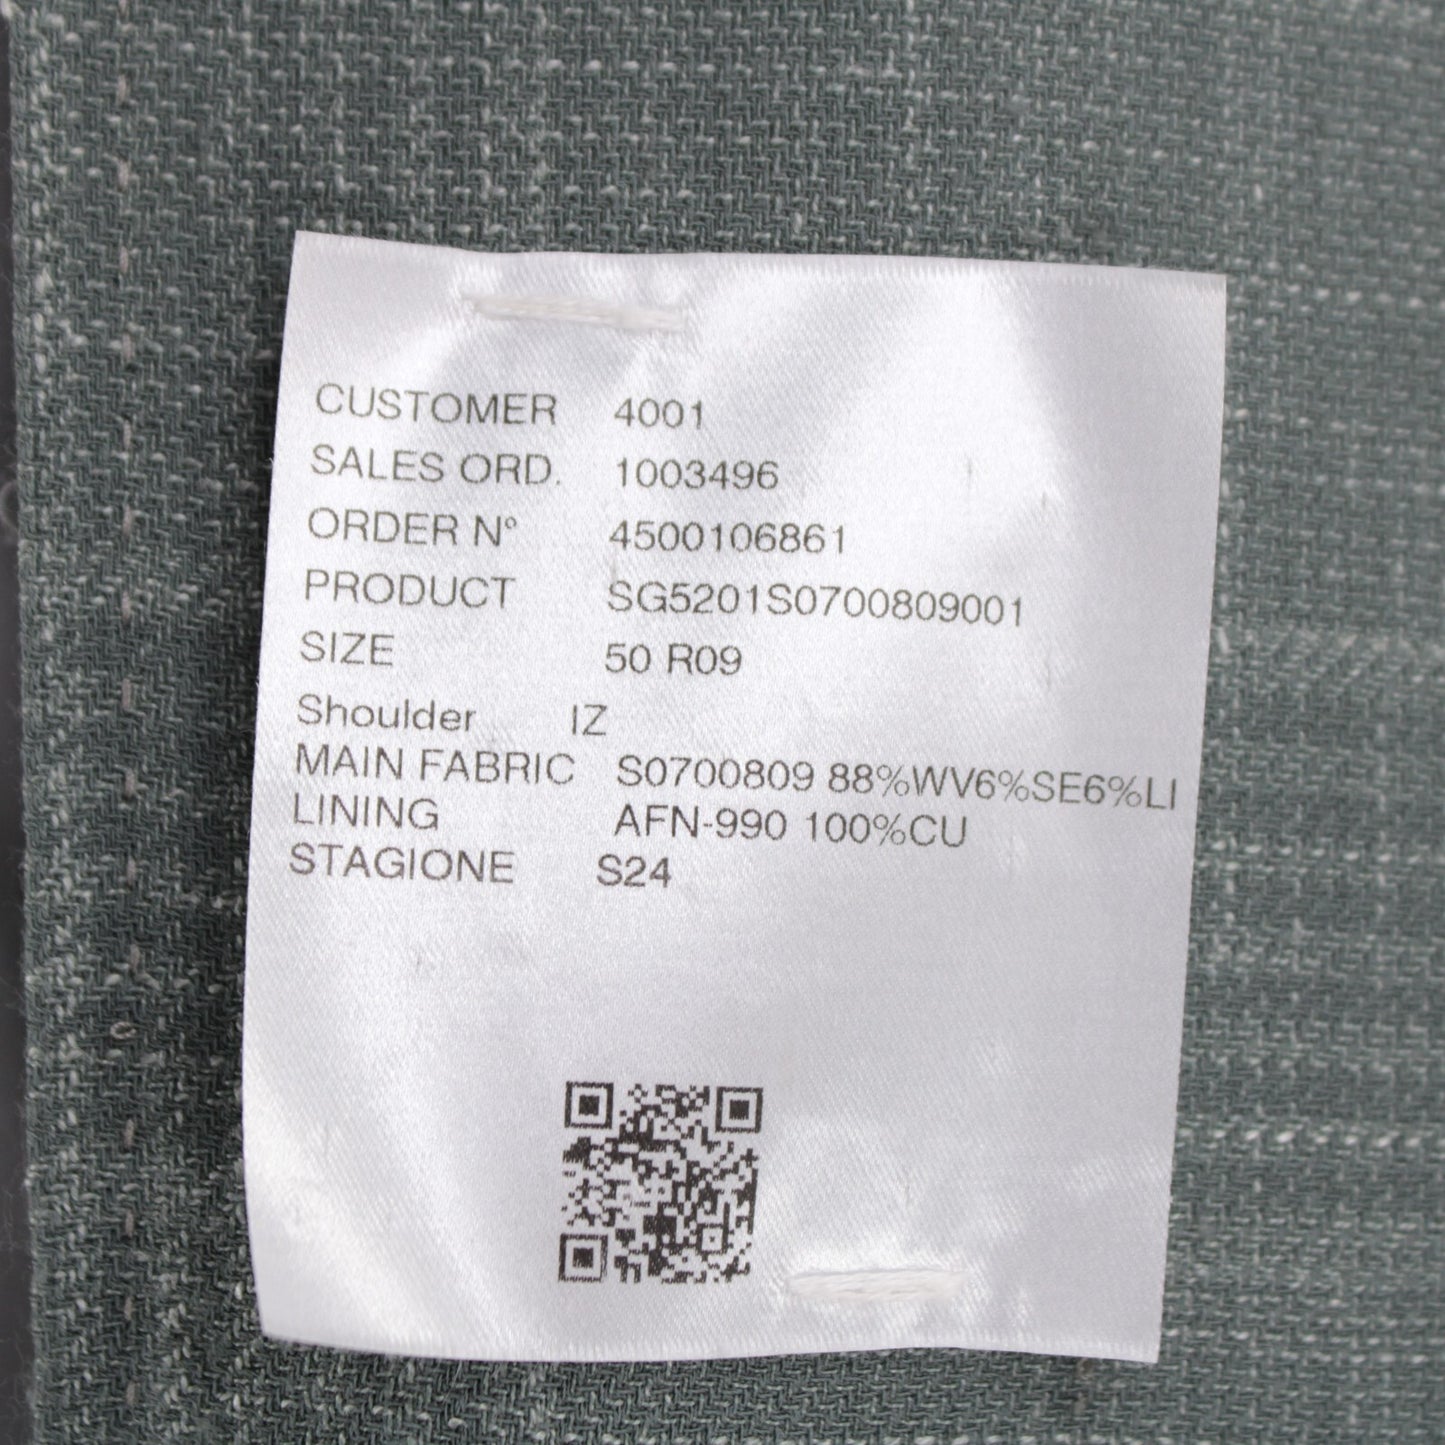 CUSTOMER 4001
SALES ORD. 1003496
ORDER Nº 4500106861
PRODUCT SG5201S0700809001
SIZE 50 R09
Shoulder IZ
MAIN FABRIC S0700809 88%WV6%SE6%LI
LINING AFN-990 100%CU
STAGIONE S24